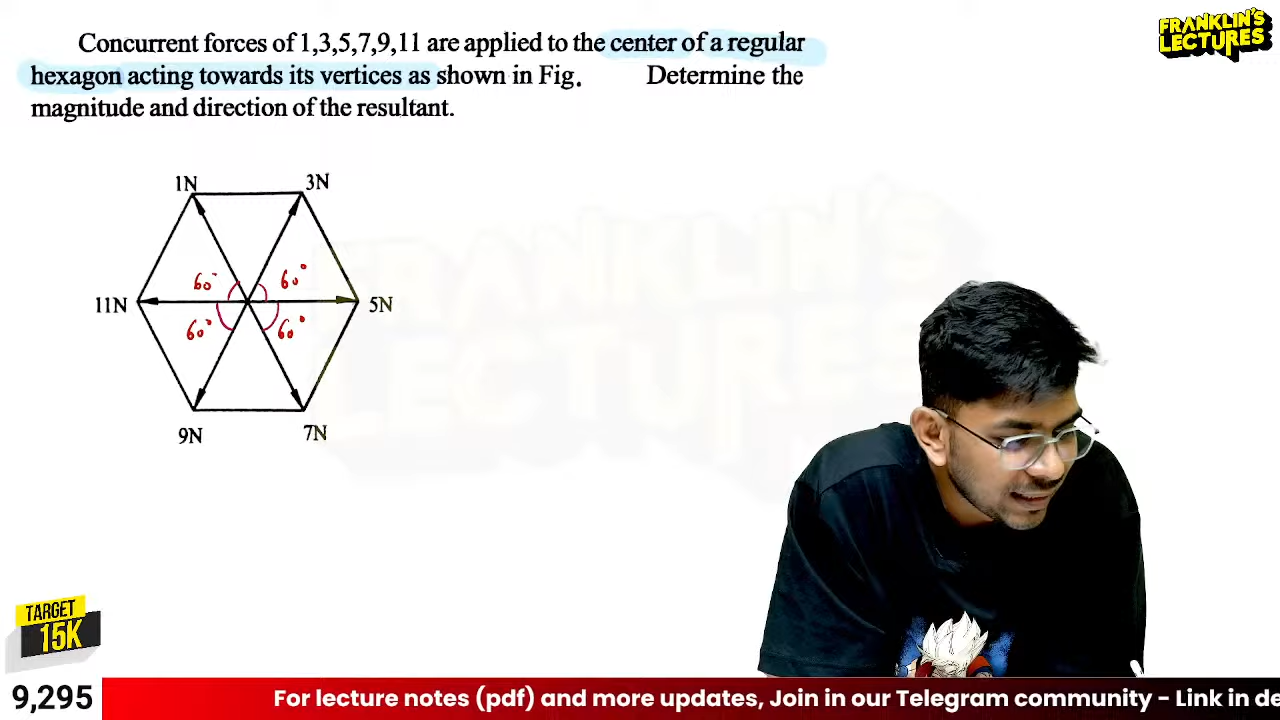 FRANKLIN'S
LECTURES
Concurrent forces of 1,3,5,7,9,11 are applied to the center of a regular
hexagon acting towards its vertices as shown in Fig. Determine the
magnitude and direction of the resultant.
1N 3N
60° 60°
11N 5N
60° 60°
9N 7N
FRANKLIN'S
LECTURES
TARGET
15K
9,295 For lecture notes (pdf) and more updates, Join in our Telegram community - Link in de